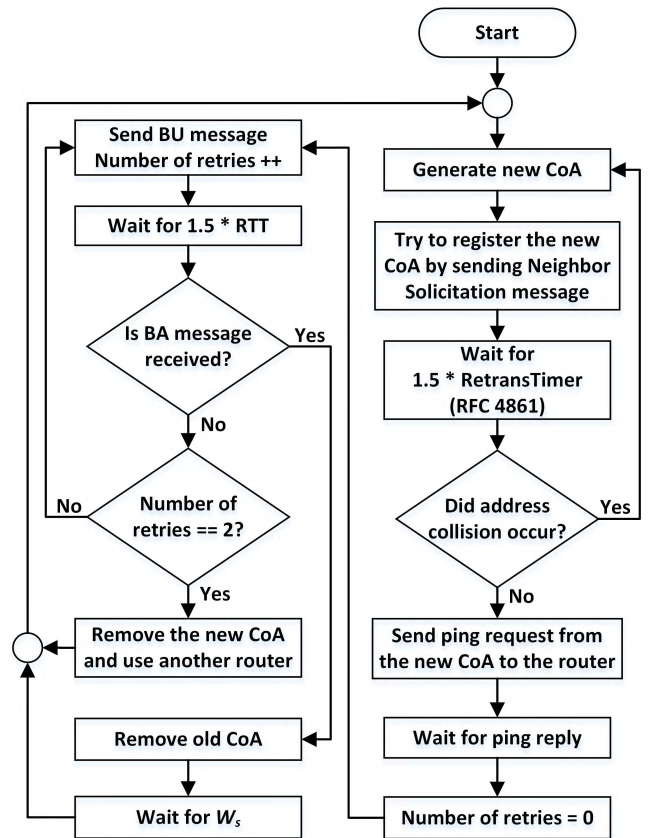 Start
Generate new CoA
Try to register the new
CoA by sending Neighbor
Solicitation message
Wait for
1.5 * RetransTimer
(RFC 4861)
Did address
collision occur?
Yes
No
Send ping request from
the new CoA to the router
Wait for ping reply
Number of retries = 0
Send BU message
Number of retries ++
Wait for 1.5 * RTT
Is BA message
received?
Yes
No
Number of
retries == 2?
No
Yes
Remove the new CoA
and use another router
Remove old CoA
Wait for Ws